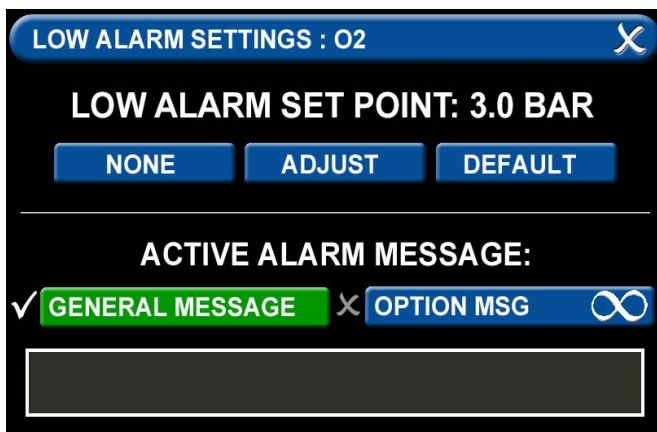 LOW ALARM SETTINGS : O2
LOW ALARM SET POINT: 3.0 BAR
NONE ADJUST DEFAULT
ACTIVE ALARM MESSAGE:
GENERAL MESSAGE OPTION MSG